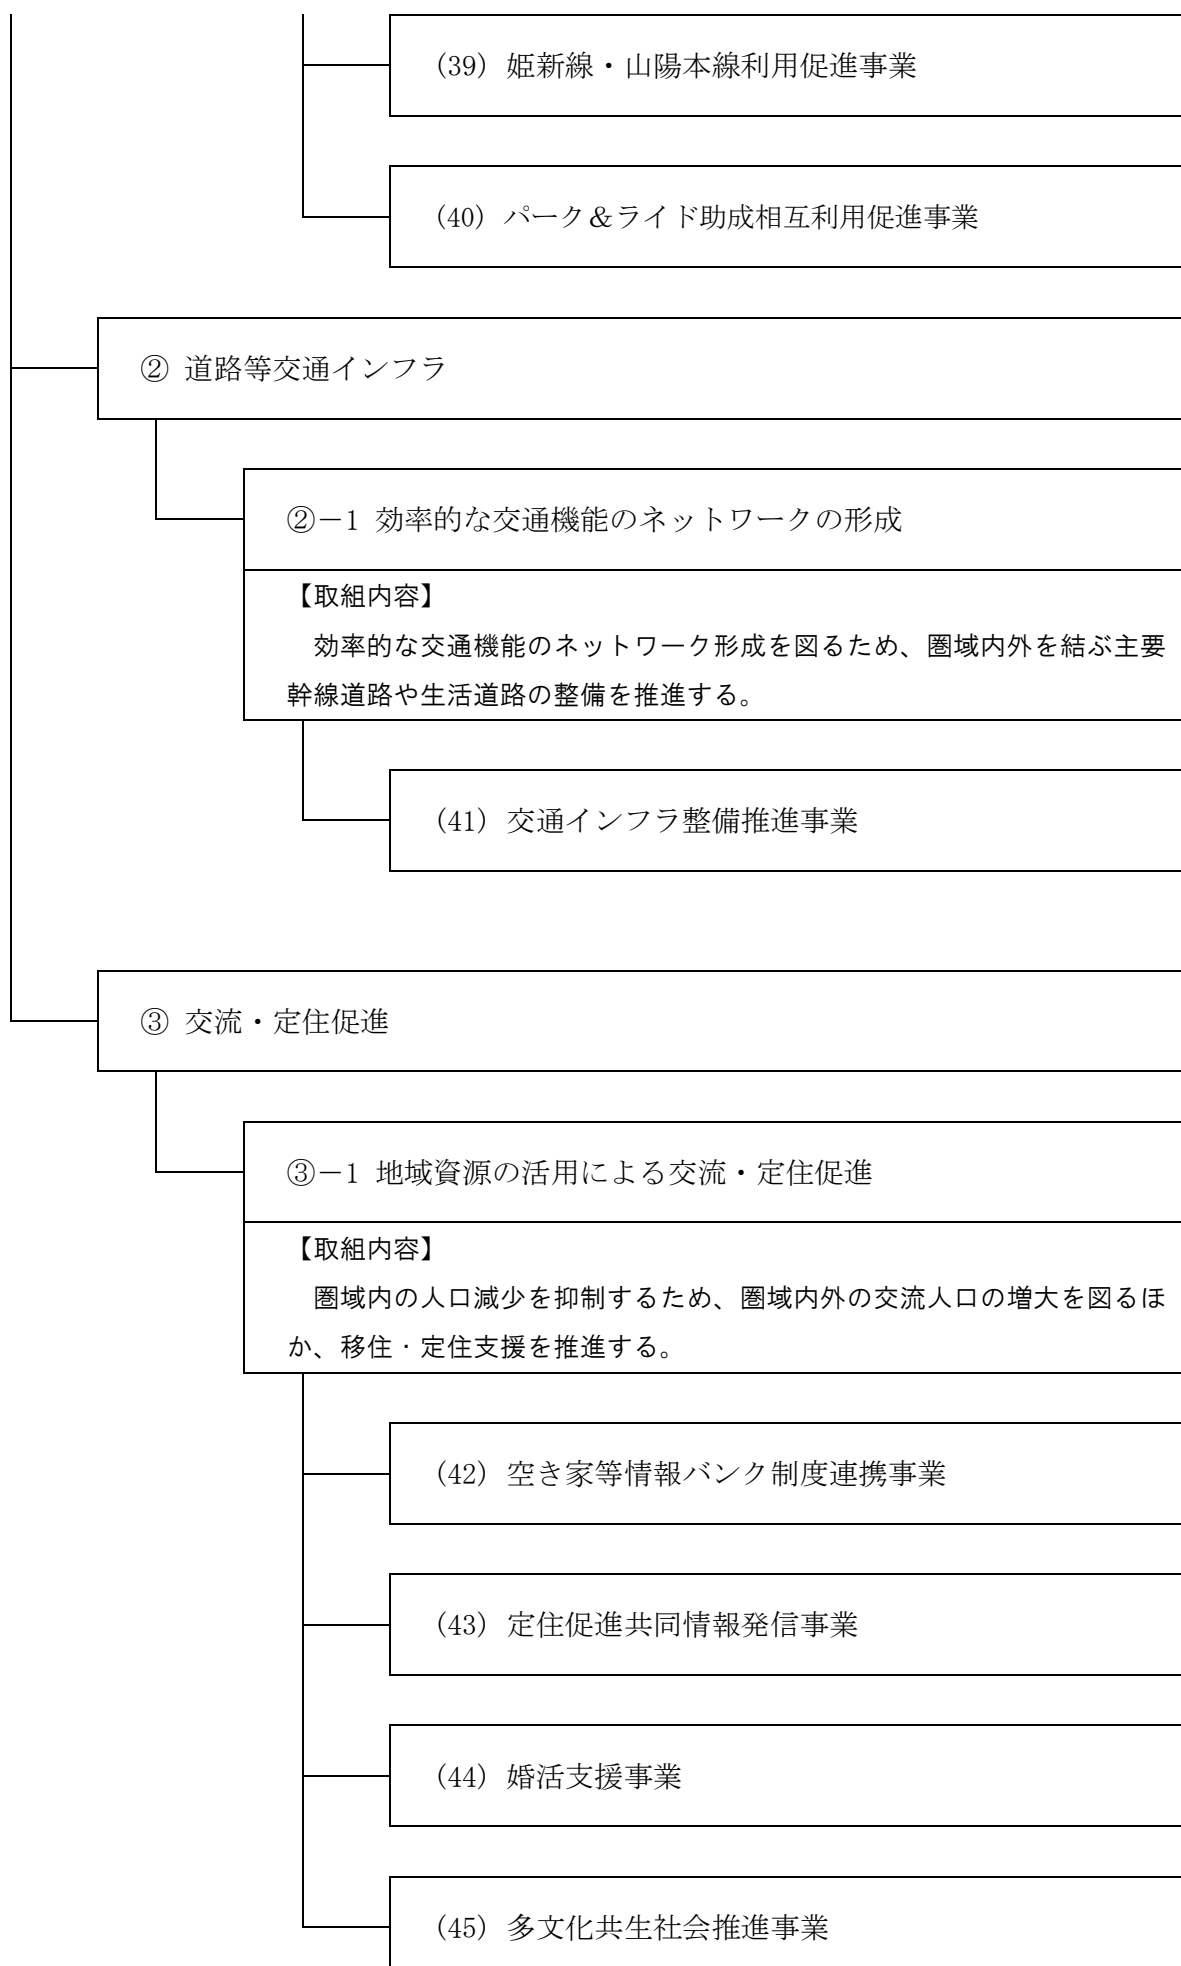 （39）姫新線・山陽本線利用促進事業
（40）パーク＆ライド助成相互利用促進事業
② 道路等交通インフラ
②－1 効率的な交通機能のネットワークの形成
【取組内容】
　効率的な交通機能のネットワーク形成を図るため、圏域内外を結ぶ主要
幹線道路や生活道路の整備を推進する。
（41）交通インフラ整備推進事業
③ 交流・定住促進
③－1 地域資源の活用による交流・定住促進
【取組内容】
　圏域内の人口減少を抑制するため、圏域内外の交流人口の増大を図るほ
か、移住・定住支援を推進する。
（42）空き家等情報バンク制度連携事業
（43）定住促進共同情報発信事業
（44）婚活支援事業
（45）多文化共生社会推進事業